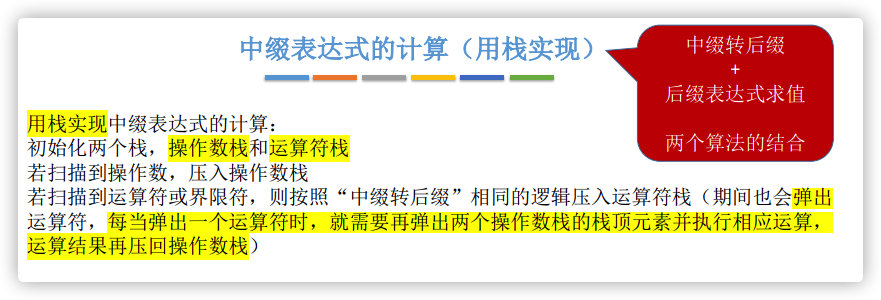 中缀表达式的计算（用栈实现）
中缀转后缀
+
后缀表达式求值
两个算法的结合
用栈实现中缀表达式的计算：
初始化两个栈，操作数栈和运算符栈
若扫描到操作数，压入操作数栈
若扫描到运算符或界限符，则按照“中缀转后缀”相同的逻辑压入运算符栈（期间也会弹出
运算符，每当弹出一个运算符时，就需要再弹出两个操作数栈的栈顶元素并执行相应运算，
运算结果再压回操作数栈）